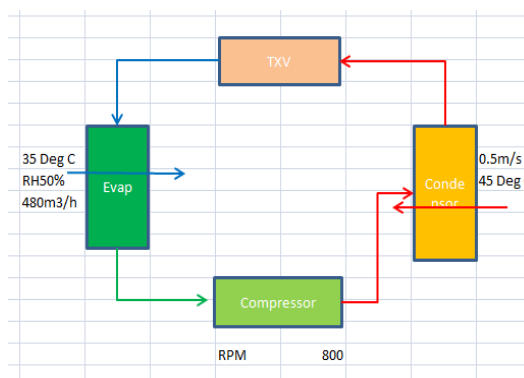 TXV
35 Deg C
RH50%
480m3/h
Evap
Conde
nsor
0.5m/s
45 Deg
Compressor
RPM 800